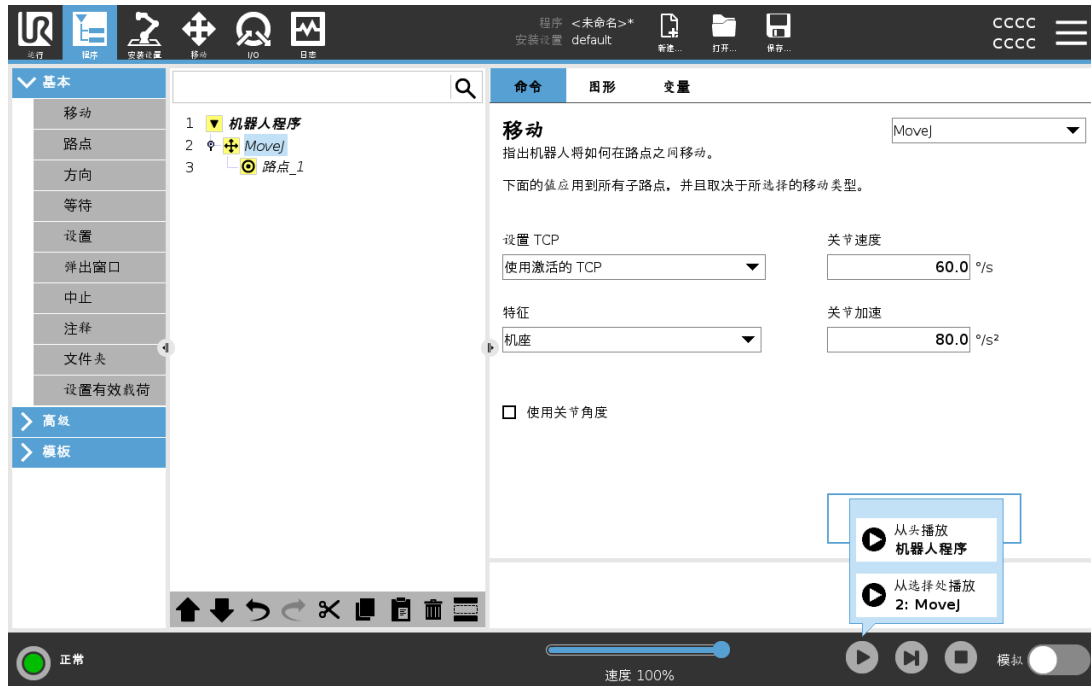 UR
运行
程序
安装设置
移动
I/O
日志
程序 <未命名>*
安装设置 default
新建...
打开...
保存...
CCCC
CCCC
基本
移动
路点
方向
等待
设置
弹出窗口
中止
注释
文件夹
设置有效载荷
高级
模板
1 机器人程序
2 MoveJ
3 路点_1
命令
图形
变量
移动
MoveJ
指出机器人将如何在路点之间移动。
下面的值应用到所有子路点，并且取决于所选择的移动类型。
设置 TCP
关节速度
使用激活的 TCP
60.0 °/s
特征
关节加速
机座
80.0 °/s²
使用关节角度
从头播放
机器人程序
从选择处播放
2: MoveJ
正常
速度 100%
模拟